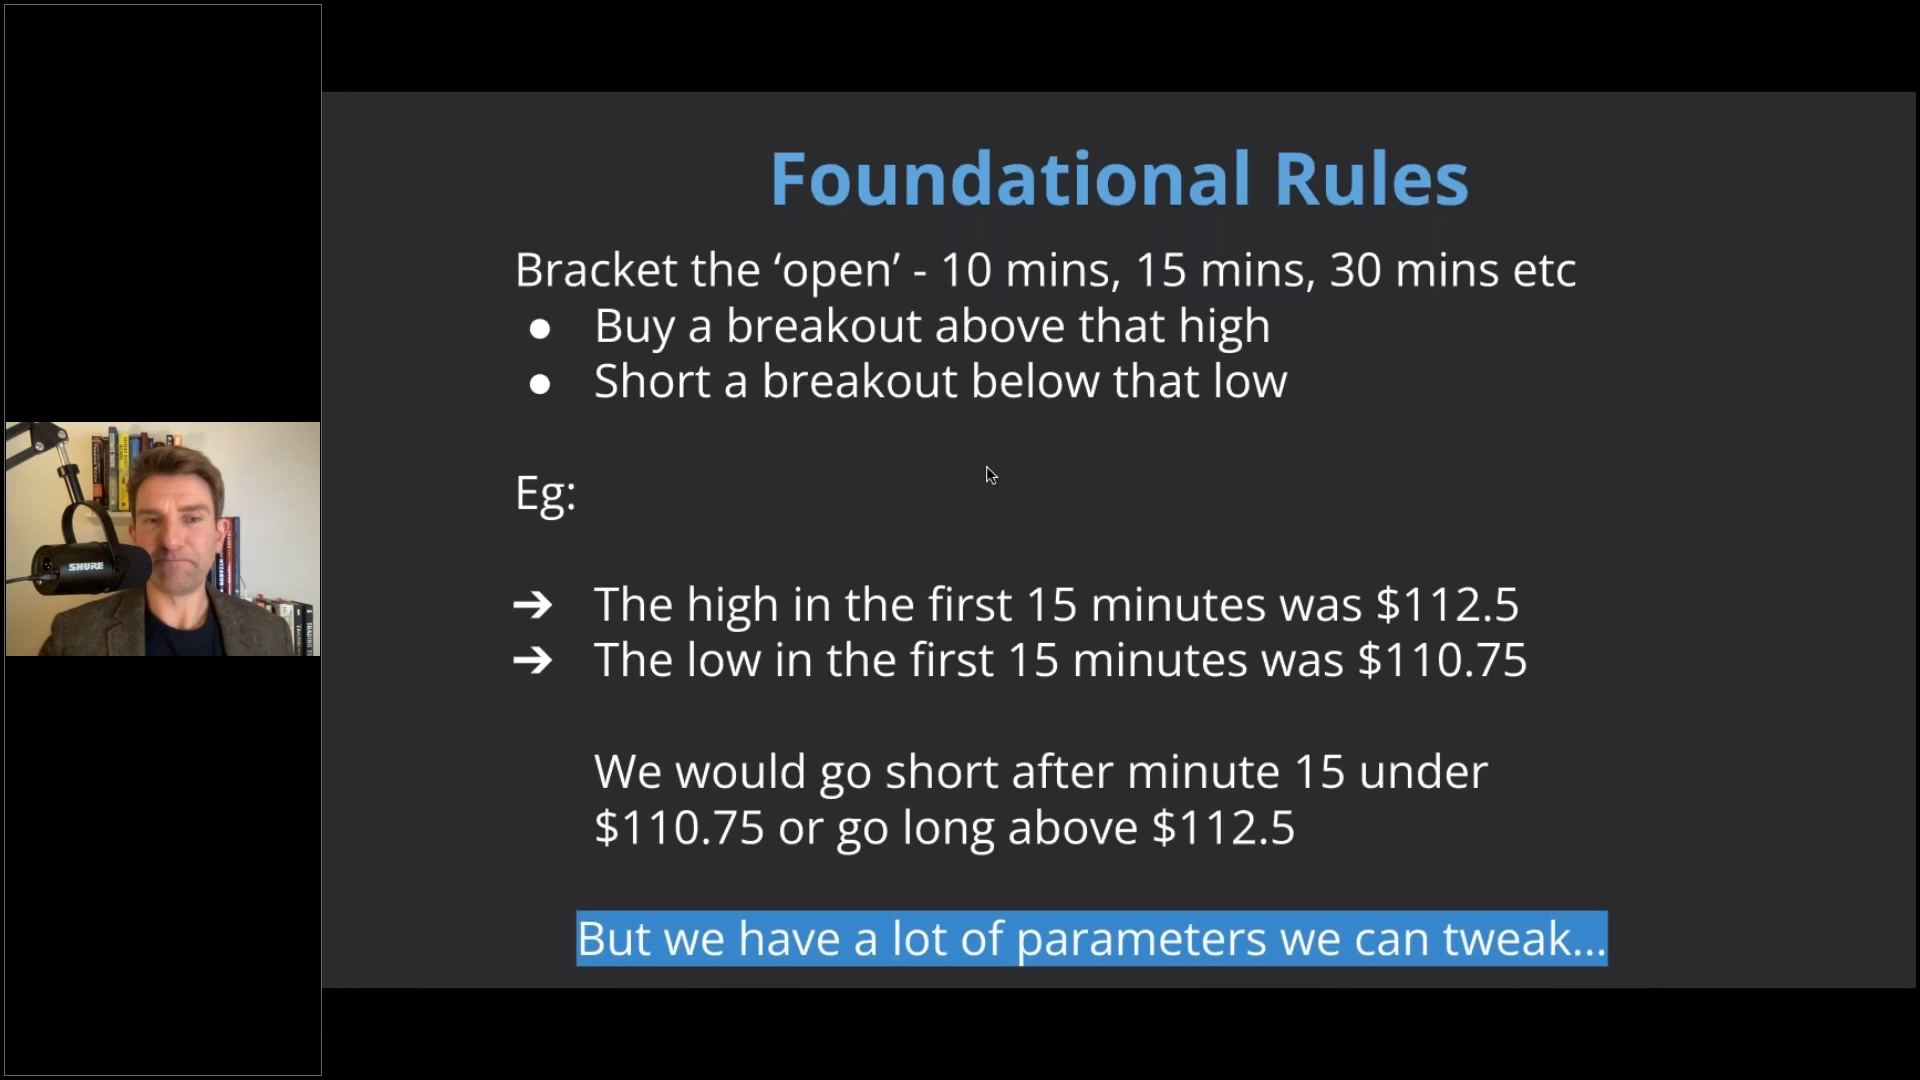 Foundational Rules
Bracket the ‘open’ - 10 mins, 15 mins, 30 mins etc
● Buy a breakout above that high
● Short a breakout below that low
Eg:
➔ The high in the first 15 minutes was $112.5
➔ The low in the first 15 minutes was $110.75
We would go short after minute 15 under
$110.75 or go long above $112.5
But we have a lot of parameters we can tweak...
SHURE